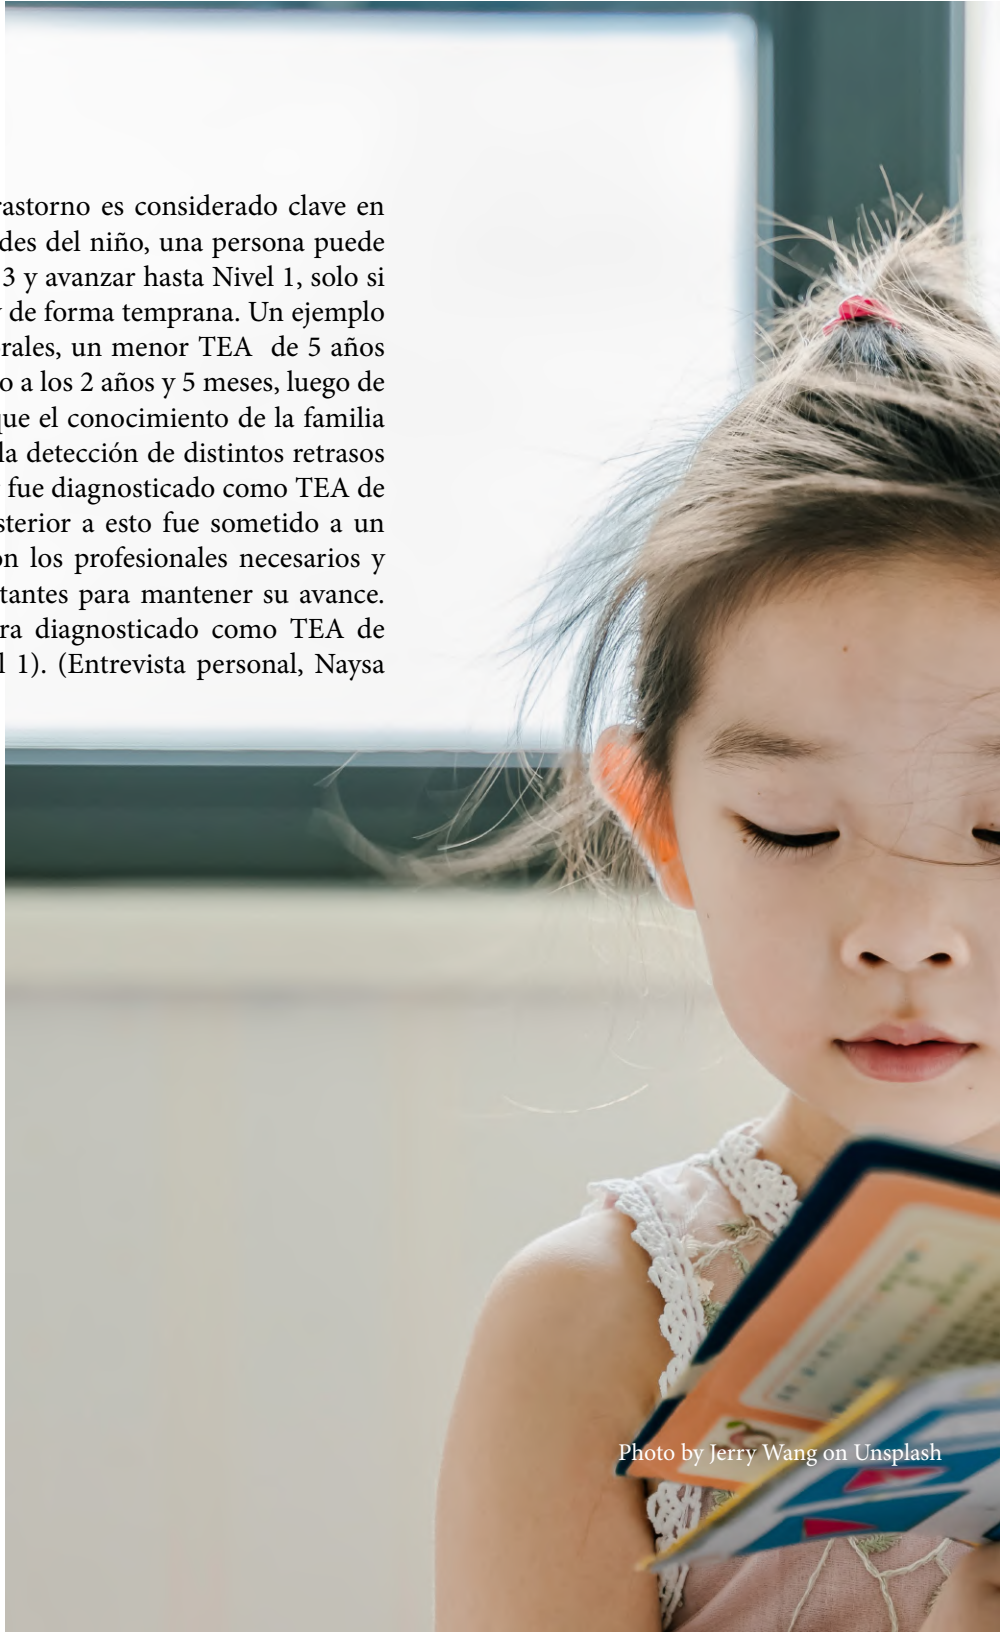 rastorno es considerado clave en
des del niño, una persona puede
3 y avanzar hasta Nivel 1, solo si
de forma temprana. Un ejemplo
rales, un menor TEA  de 5 años
o a los 2 años y 5 meses, luego de
que el conocimiento de la familia
la detección de distintos retrasos
fue diagnosticado como TEA de
sterior a esto fue sometido a un
on los profesionales necesarios y
tantes para mantener su avance.
ra diagnosticado como TEA de
l 1). (Entrevista personal, Naysa
Photo by Jerry Wang on Unsplash